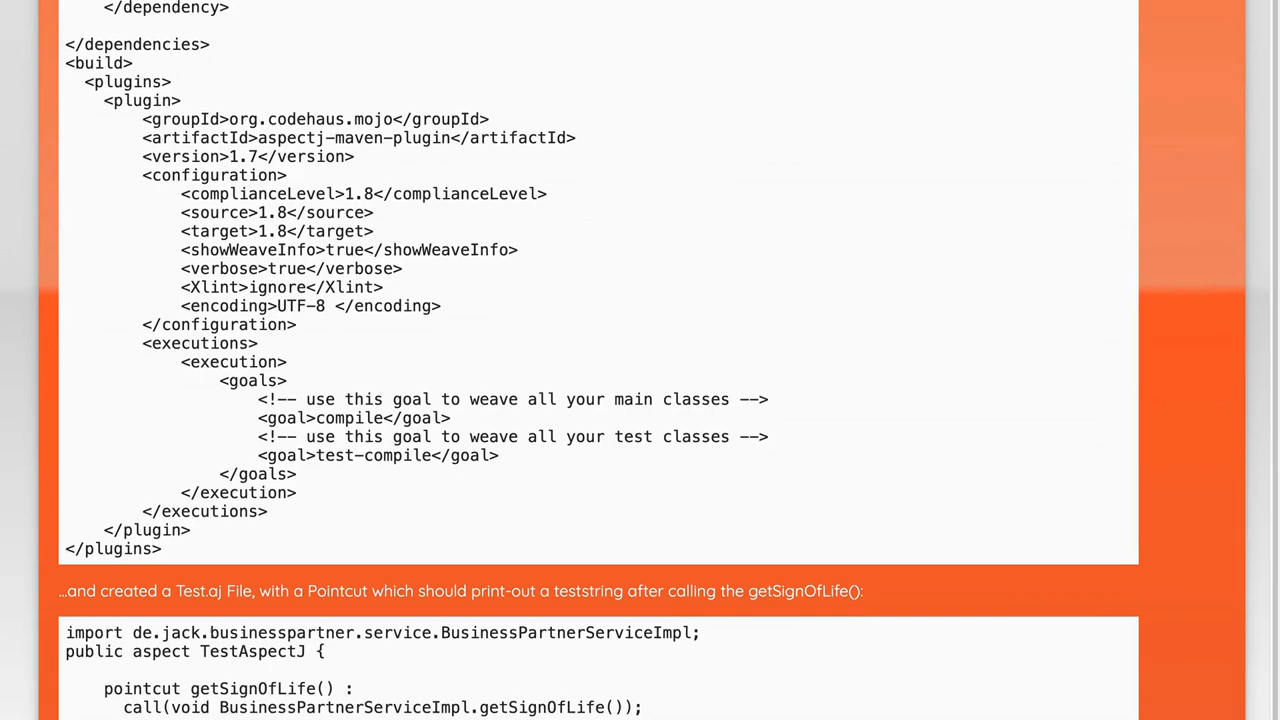 </dependency>

</dependencies>
<build>
  <plugins>
    <plugin>
        <groupId>org.codehaus.mojo</groupId>
        <artifactId>aspectj-maven-plugin</artifactId>
        <version>1.7</version>
        <configuration>
            <complianceLevel>1.8</complianceLevel>
            <source>1.8</source>
            <target>1.8</target>
            <showWeaveInfo>true</showWeaveInfo>
            <verbose>true</verbose>
            <Xlint>ignore</Xlint>
            <encoding>UTF-8 </encoding>
        </configuration>
        <executions>
            <execution>
                <goals>
                    <!-- use this goal to weave all your main classes -->
                    <goal>compile</goal>
                    <!-- use this goal to weave all your test classes -->
                    <goal>test-compile</goal>
                </goals>
            </execution>
        </executions>
    </plugin>
</plugins>
...and created a Test.aj File, with a Pointcut which should print-out a teststring after calling the getSignOfLife():
import de.jack.businesspartner.service.BusinessPartnerServiceImpl;
public aspect TestAspectJ {

    pointcut getSignOfLife() :
      call(void BusinessPartnerServiceImpl.getSignOfLife());